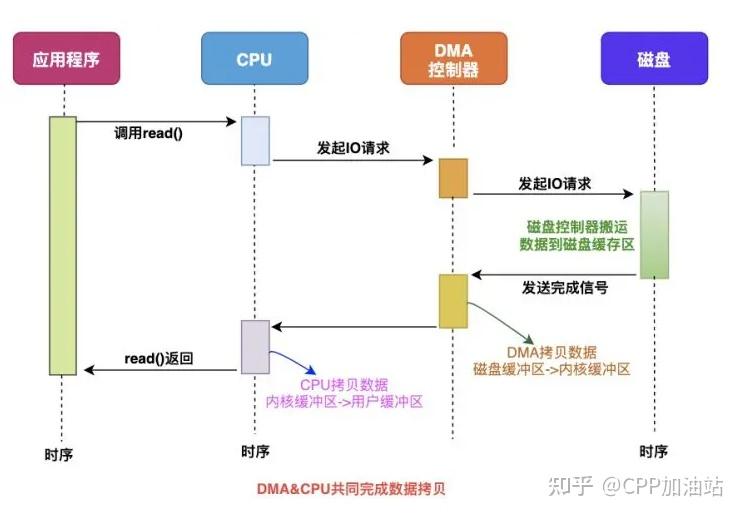 应用程序
CPU
DMA
控制器
磁盘
调用read()
发起IO请求
发起IO请求
磁盘控制器搬运
数据到磁盘缓存区
发送完成信号
DMA拷贝数据
磁盘缓冲区->内核缓冲区
read()返回
CPU拷贝数据
内核缓冲区->用户缓冲区
时序
时序
时序
DMA&CPU共同完成数据拷贝
知乎 @CPP加油站